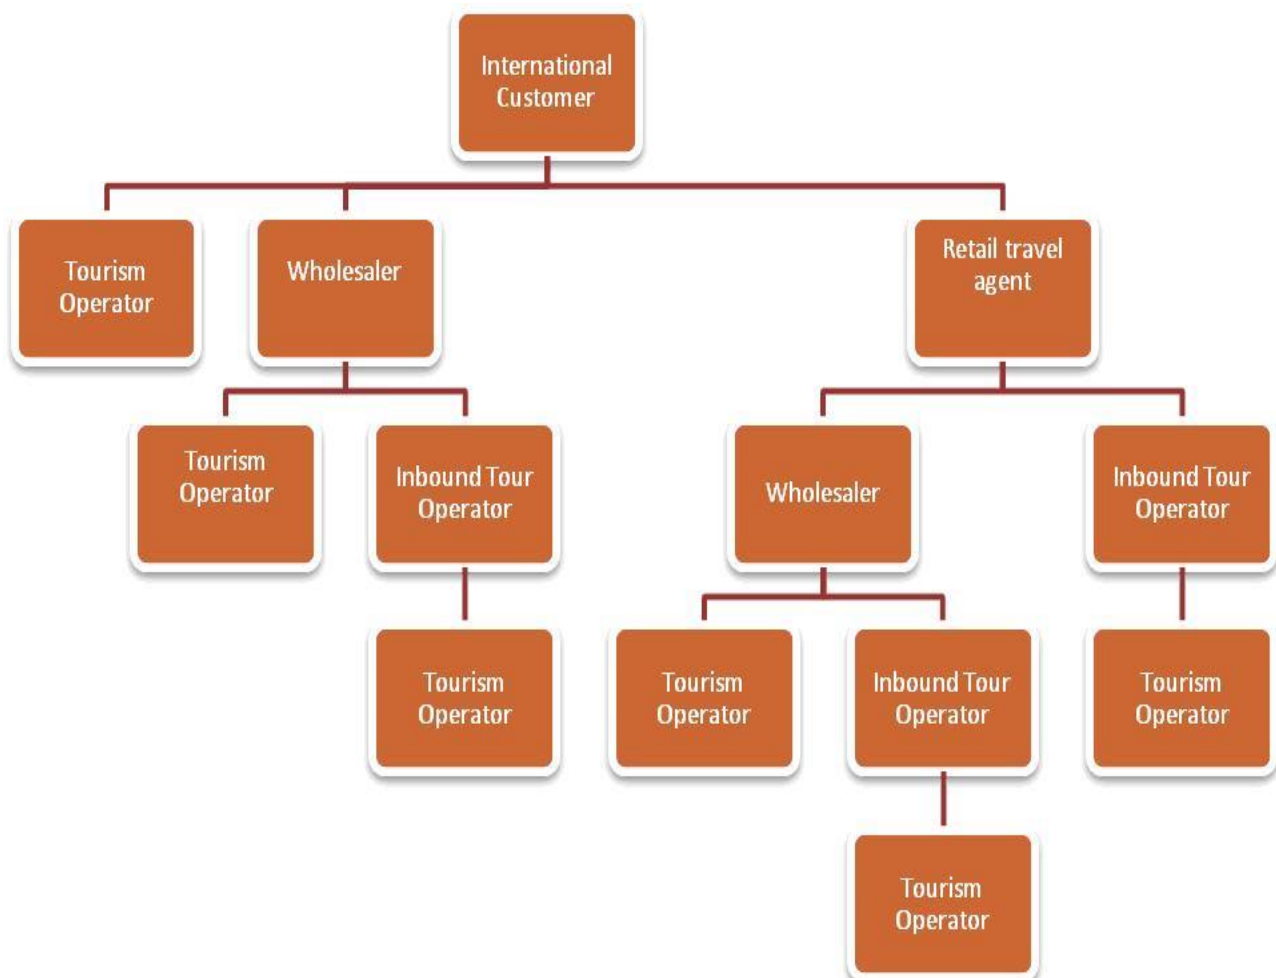 International
Customer
Tourism
Operator
Wholesaler
Retail travel
agent
Tourism
Operator
Inbound Tour
Operator
Wholesaler
Inbound Tour
Operator
Tourism
Operator
Tourism
Operator
Inbound Tour
Operator
Tourism
Operator
Tourism
Operator